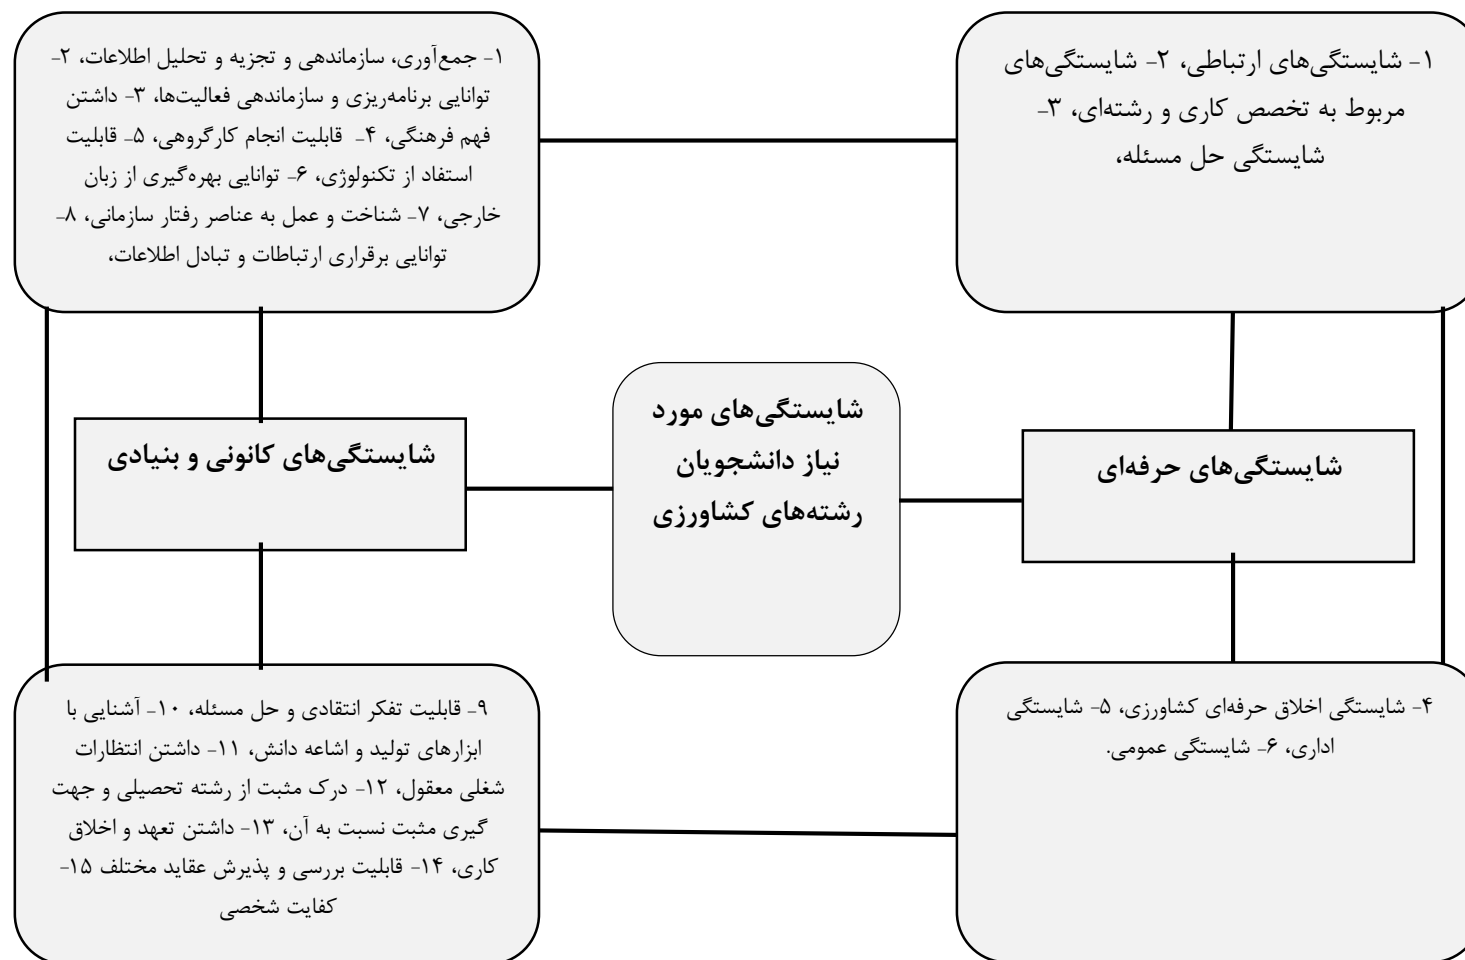 ۱- شایستگی‌های ارتباطی، ۲- شایستگی‌های
مربوط به تخصص کاری و رشته‌ای، ۳-
شایستگی حل مسئله،
۱- جمع‌آوری، سازماندهی و تجزیه و تحلیل اطلاعات، ۲-
توانایی برنامه‌ریزی و سازماندهی فعالیت‌ها، ۳- داشتن
فهم فرهنگی، ۴- قابلیت انجام کارگروهی، ۵- قابلیت
استفاد از تکنولوژی، ۶- توانایی بهره‌گیری از زبان
خارجی، ۷- شناخت و عمل به عناصر رفتار سازمانی، ۸-
توانایی برقراری ارتباطات و تبادل اطلاعات،
شایستگی‌های حرفه‌ای
شایستگی‌های مورد
نیاز دانشجویان
رشته‌های کشاورزی
شایستگی‌های کانونی و بنیادی
۴- شایستگی اخلاق حرفه‌ای کشاورزی، ۵- شایستگی
اداری، ۶- شایستگی عمومی.
۹- قابلیت تفکر انتقادی و حل مسئله، ۱۰- آشنایی با
ابزارهای تولید و اشاعه دانش، ۱۱- داشتن انتظارات
شغلی معقول، ۱۲- درک مثبت از رشته تحصیلی و جهت
گیری مثبت نسبت به آن، ۱۳- داشتن تعهد و اخلاق
کاری، ۱۴- قابلیت بررسی و پذیرش عقاید مختلف ۱۵-
کفایت شخصی